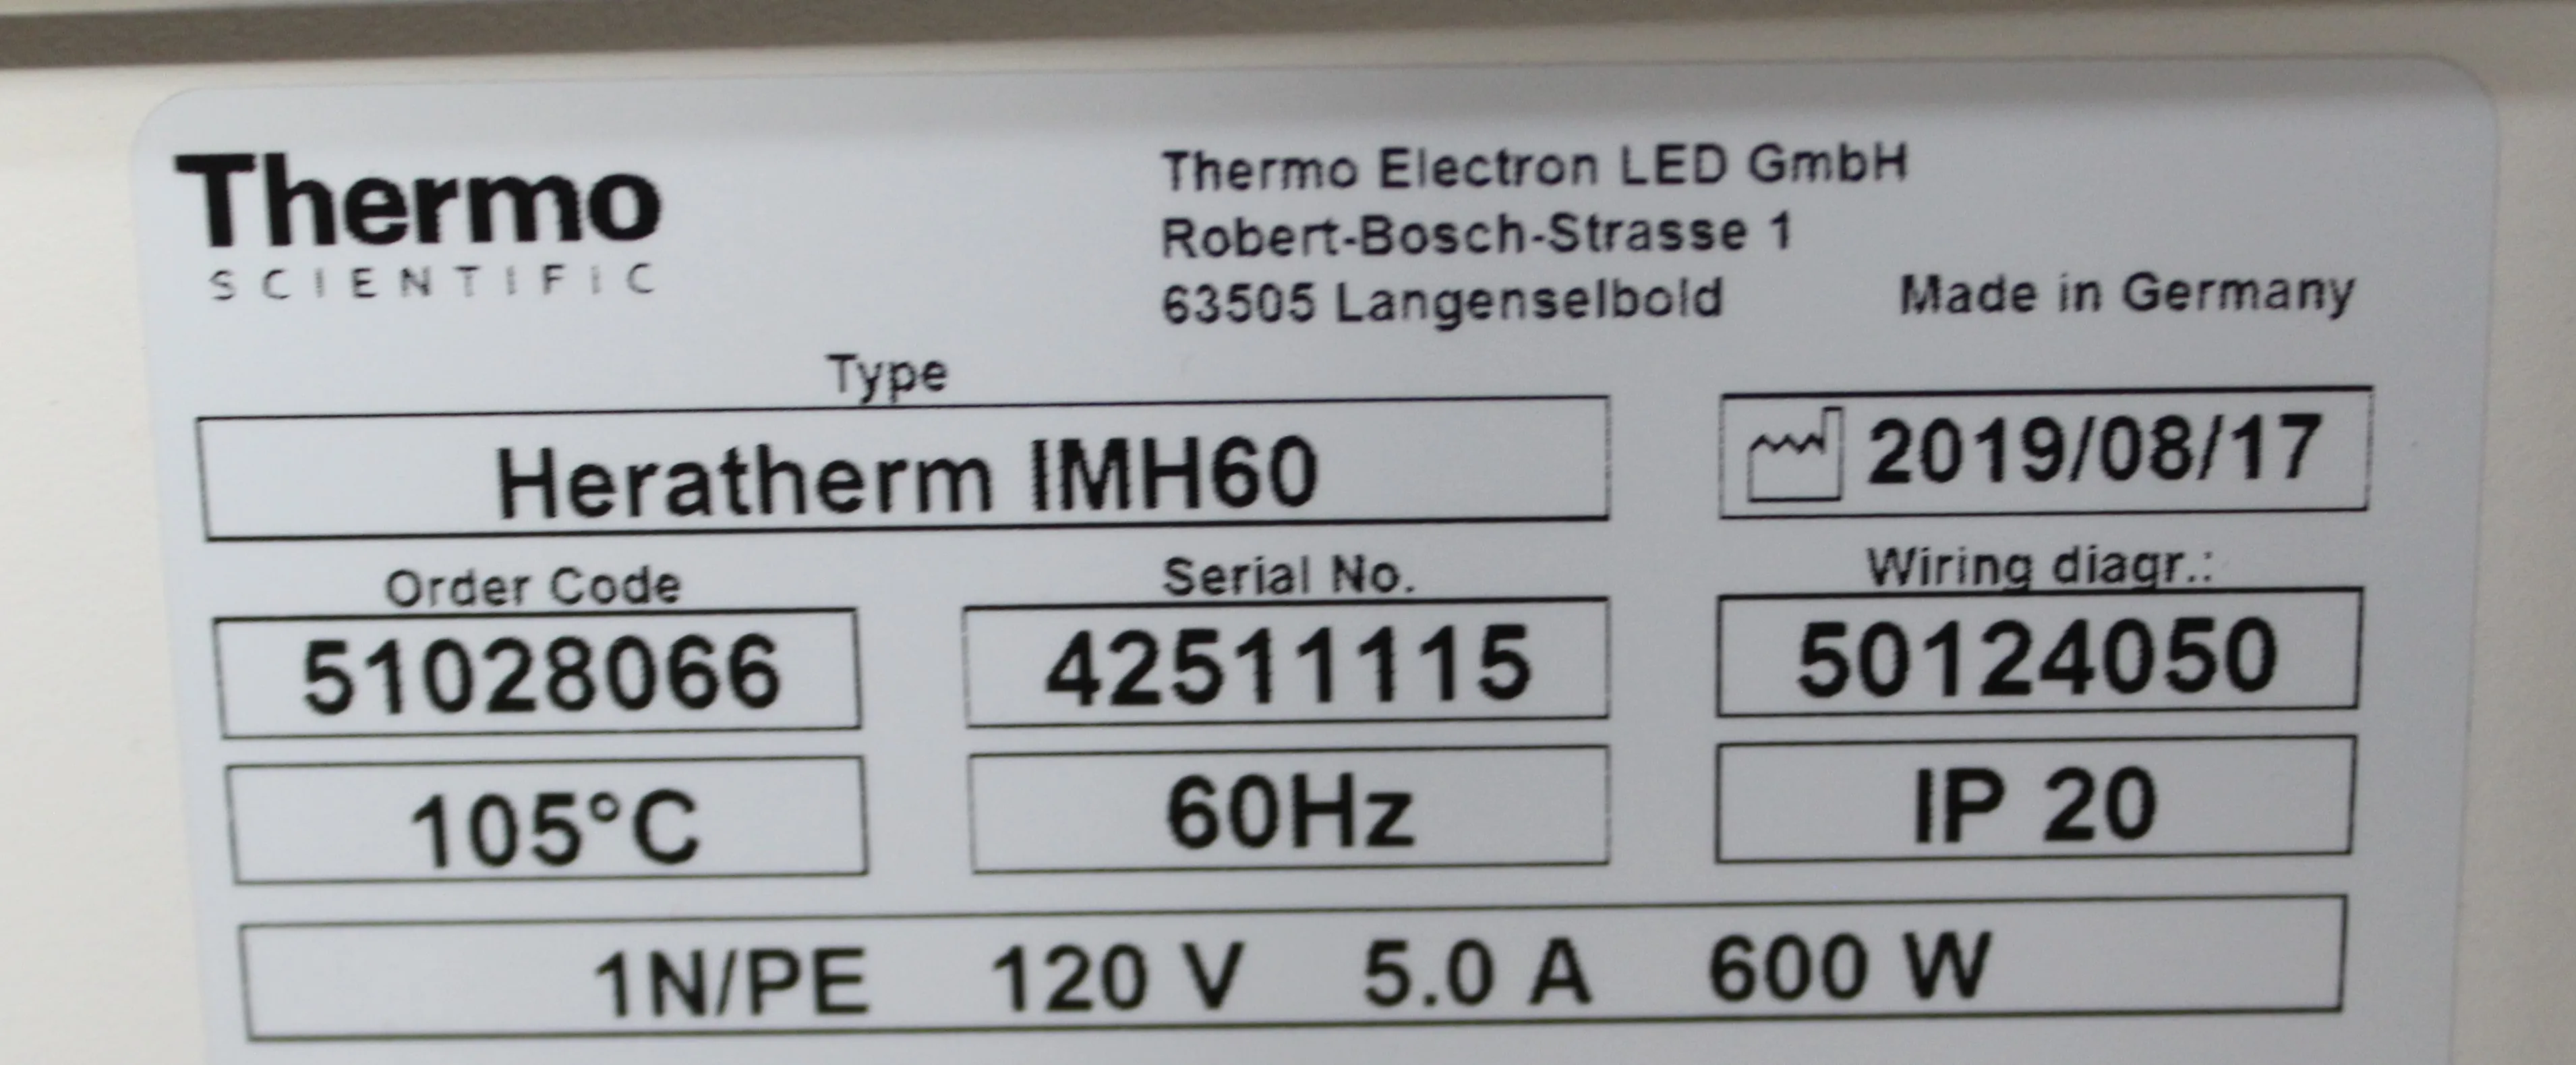 Thermo
SCIENTIFIC
Thermo Electron LED GmbH
Robert-Bosch-Strasse 1
63505 Langenselbold
Made in Germany
Type
Heratherm IMH60
2019/08/17
Order Code
Serial No.
Wiring diagr.:
51028066
42511115
50124050
105°C
60Hz
IP 20
1N/PE 120 V 5.0 A 600 W